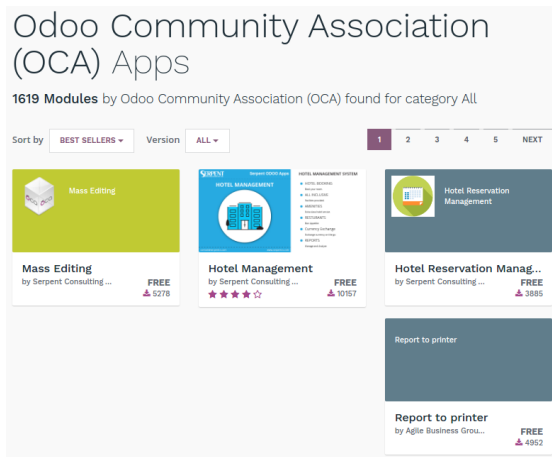 Odoo Community Association
(OCA) Apps
1619 Modules by Odoo Community Association (OCA) found for category All
Sort by BEST SELLERS Version ALL 1 2 3 4 5 NEXT
Mass Editing
Mass Editing
by Serpent Consulting ... FREE
5278
SERPENT Serpent ODOO Apps
HOTEL MANAGEMENT
HOTEL MANAGEMENT SYSTEM
HOTEL BOOKING
ALL INCLUSIVE
AMENITIES
RESTAURANTS
Currency Exchange
REPORTS
Hotel Management
by Serpent Consulting ... FREE
10157
Hotel Reservation
Management
Hotel Reservation Manag...
by Serpent Consulting ... FREE
3885
Report to printer
Report to printer
by Agile Business Grou... FREE
4952